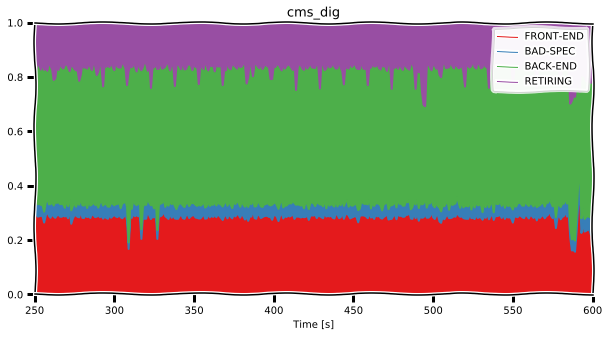 cms_dig
1.0
0.8
0.6
0.4
0.2
0.0
FRONT-END
BAD-SPEC
BACK-END
RETIRING
250
300
350
400
450
500
550
600
Time [s]